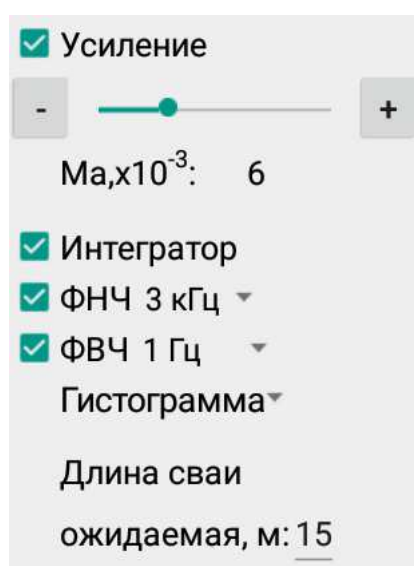 Усиление
- +
Ма,x10⁻³: 6
Интегратор
ФНЧ 3 кГц
ФВЧ 1 Гц
Гистограмма
Длина сваи
ожидаемая, м: 15